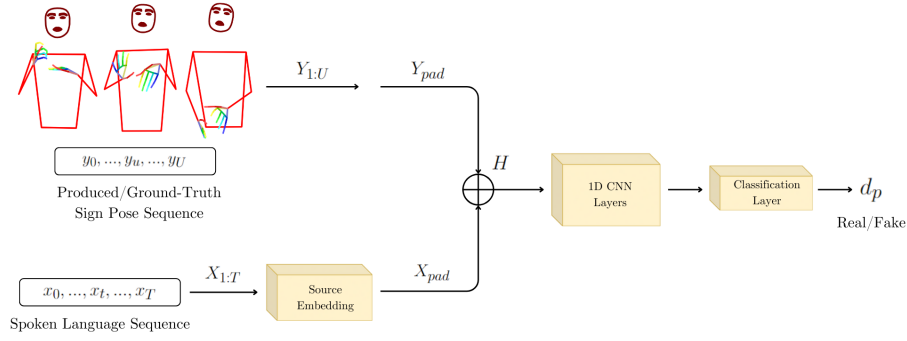 Y_{1:U}
Y_{pad}
y_0, ..., y_u, ..., y_U
Produced/Ground-Truth
Sign Pose Sequence
H
1D CNN
Layers
Classification
Layer
d_p
Real/Fake
X_{1:T}
X_{pad}
x_0, ..., x_t, ..., x_T
Source
Embedding
Spoken Language Sequence